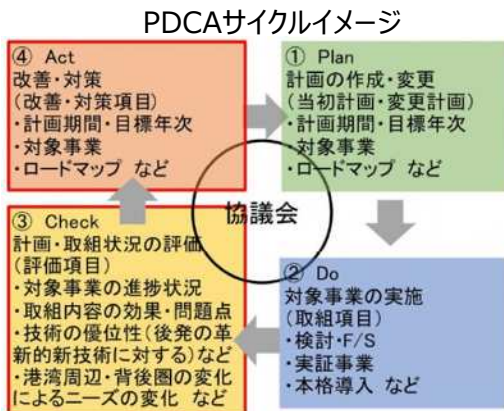 PDCAサイクルイメージ
④ Act
改善・対策
(改善・対策項目)
・計画期間・目標年次
・対象事業
・ロードマップ など
① Plan
計画の作成・変更
(当初計画・変更計画)
・計画期間・目標年次
・対象事業
・ロードマップ など
協議会
② Do
対象事業の実施
(取組項目)
・検討・F/S
・実証事業
・本格導入 など
③ Check
計画・取組状況の評価
(評価項目)
・対象事業の進捗状況
・取組内容の効果・問題点
・技術の優位性(後発の革
新的新技術に対する)など
・港湾周辺・背後圏の変化
によるニーズの変化 など